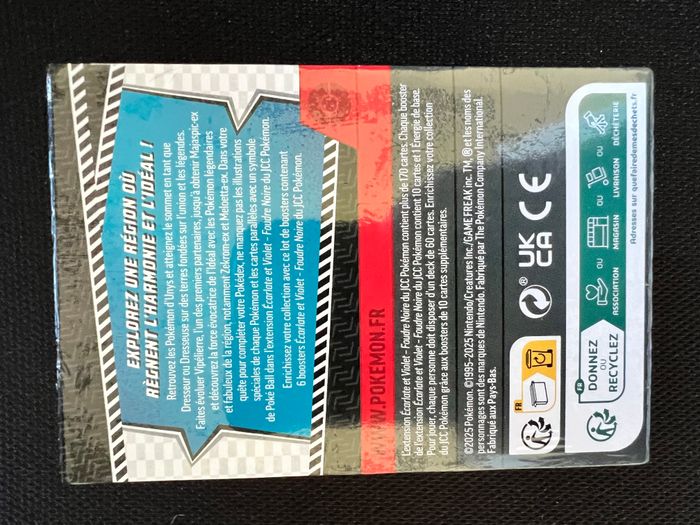 EXPLOREZ UNE RÉGION OÙ
RÈGNENT L'HARMONIE ET L'IDÉAL !
Retrouvez les Pokémon d'Unys et atteignez le sommet en tant que
Dresseur ou Dresseuse sur des terres fondées sur l'union et les légendes.
Faites évoluer Vipélierre, l'un des premiers partenaires, jusqu'à obtenir Majaspic-ex
et découvrez la force évocatrice de l'Idéal avec les Pokémon légendaires
et fabuleux de la région, notamment Zekrom-ex et Meloetta-ex. Dans votre
quête pour compléter votre Pokédex, ne manquez pas les illustrations
spéciales de chaque Pokémon et les cartes parallèles avec un symbole
de Poké Ball dans l'extension Écarlate et Violet - Foudre Noire du JCC Pokémon.
Enrichissez votre collection avec ce lot de boosters contenant
6 boosters Écarlate et Violet - Foudre Noire du JCC Pokémon.
WWW.POKEMON.FR
L'extension Écarlate et Violet - Foudre Noire du JCC Pokémon contient plus de 170 cartes. Chaque booster
de l'extension Écarlate et Violet - Foudre Noire du JCC Pokémon contient 10 cartes et 1 Énergie de base.
Pour jouer, chaque personne doit disposer d'un deck de 60 cartes. Enrichissez votre collection
du JCC Pokémon grâce aux boosters de 10 cartes supplémentaires.
©2025 Pokémon. ©1995-2025 Nintendo/Creatures Inc./GAME FREAK inc. TM, ® et les noms des
personnages sont des marques de Nintendo. Fabriqué par The Pokémon Company International.
Fabriqué aux Pays-Bas.
FR
UK
CA
CE
FR
DONNEZ
OU
RECYCLEZ
ASSOCIATION
OU
MAGASIN
OU
LIVRAISON
OU
DÉCHÈTERIE
Adresses sur quefairedemesdechets.fr